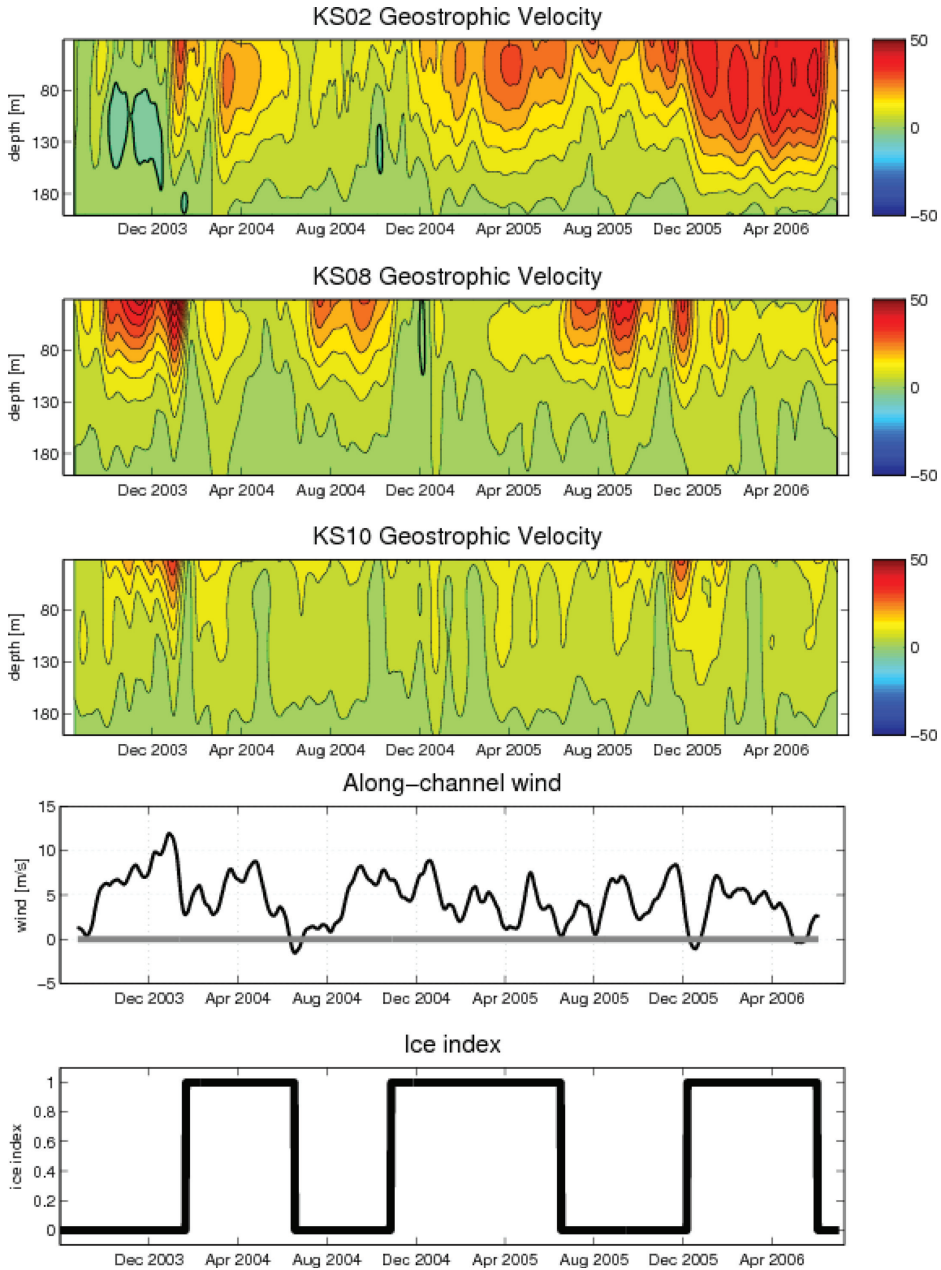 KS02 Geostrophic Velocity
depth [m]
80
130
180
Dec 2003 Apr 2004 Aug 2004 Dec 2004 Apr 2005 Aug 2005 Dec 2005 Apr 2006
50
0
−50
KS08 Geostrophic Velocity
depth [m]
80
130
180
Dec 2003 Apr 2004 Aug 2004 Dec 2004 Apr 2005 Aug 2005 Dec 2005 Apr 2006
50
0
−50
KS10 Geostrophic Velocity
depth [m]
80
130
180
Dec 2003 Apr 2004 Aug 2004 Dec 2004 Apr 2005 Aug 2005 Dec 2005 Apr 2006
50
0
−50
Along−channel wind
wind [m/s]
15
10
5
0
−5
Dec 2003 Apr 2004 Aug 2004 Dec 2004 Apr 2005 Aug 2005 Dec 2005 Apr 2006
Ice index
ice index
1
0.8
0.6
0.4
0.2
0
Dec 2003 Apr 2004 Aug 2004 Dec 2004 Apr 2005 Aug 2005 Dec 2005 Apr 2006